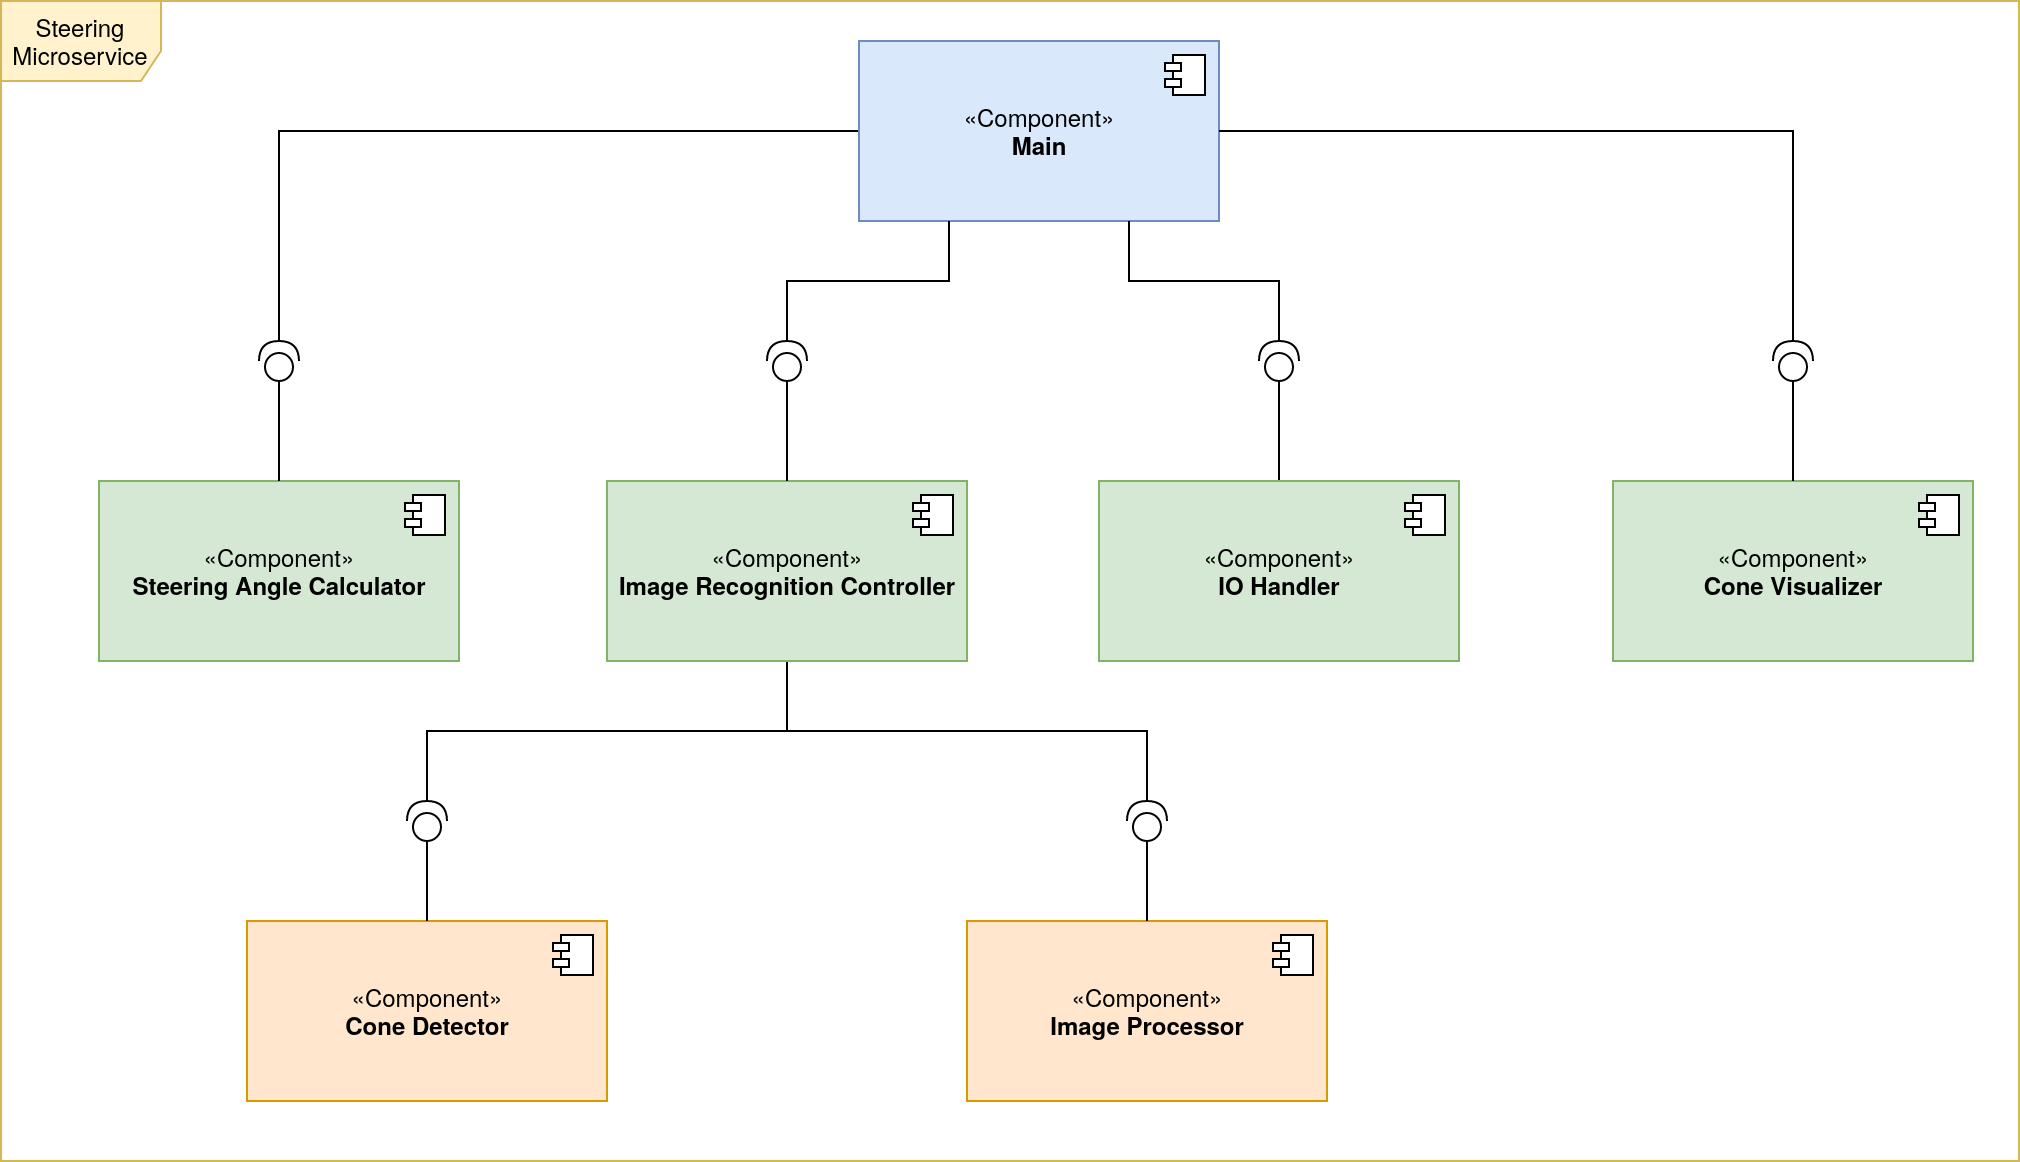 Steering
Microservice
«Component»
Main
«Component»
Steering Angle Calculator
«Component»
Image Recognition Controller
«Component»
IO Handler
«Component»
Cone Visualizer
«Component»
Cone Detector
«Component»
Image Processor